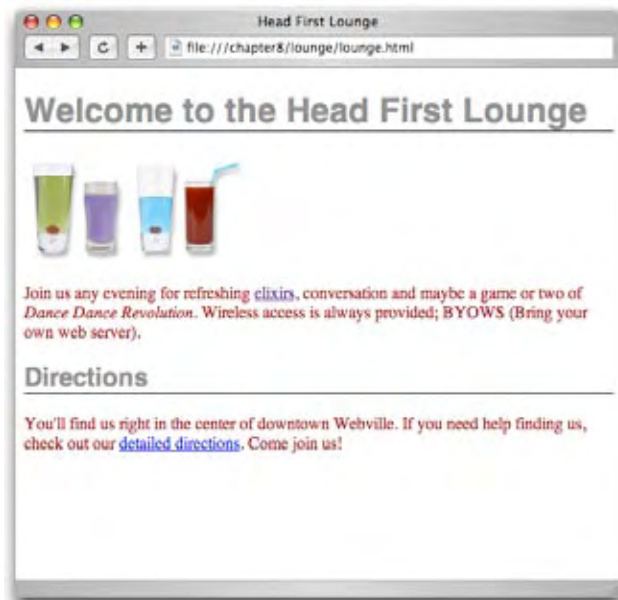 Head First Lounge
file:///chapter8/lounge/lounge.html
Welcome to the Head First Lounge
Join us any evening for refreshing elixirs, conversation and maybe a game or two of
Dance Dance Revolution. Wireless access is always provided; BYOWS (Bring your
own web server).
Directions
You'll find us right in the center of downtown Webville. If you need help finding us,
check out our detailed directions. Come join us!